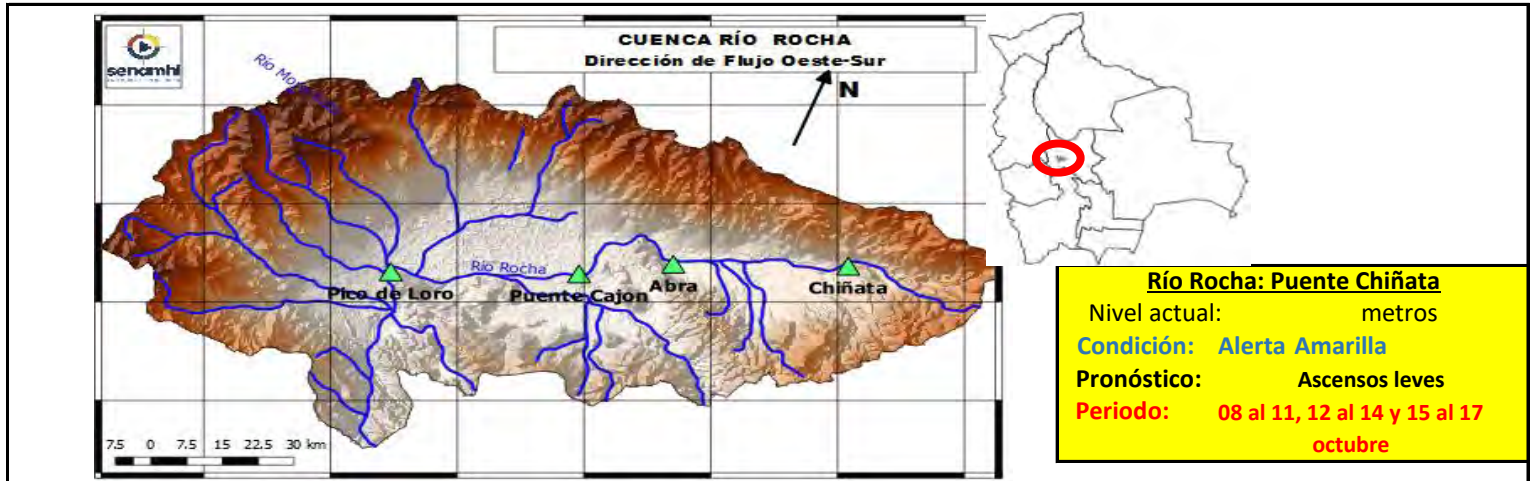 senamhi
CUENCA RÍO ROCHA
Dirección de Flujo Oeste-Sur
N
Río Rocha
Pico de Loro
Puente Cajon
Abra
Chiñata
7.5 0 7.5 15 22.5 30 km
Río Rocha: Puente Chiñata
Nivel actual: metros
Condición: Alerta Amarilla
Pronóstico: Ascensos leves
Periodo: 08 al 11, 12 al 14 y 15 al 17
octubre